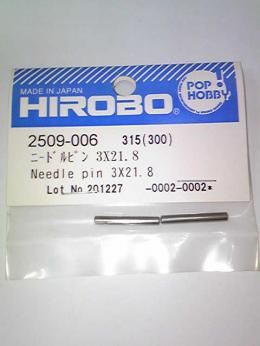 MADE IN JAPAN
HIROBO
POP!
HOBBY
2509-006 315(300)
ニードルピン 3X21.8
Needle pin 3X21.8
Lot No 201227 -0002-0002*